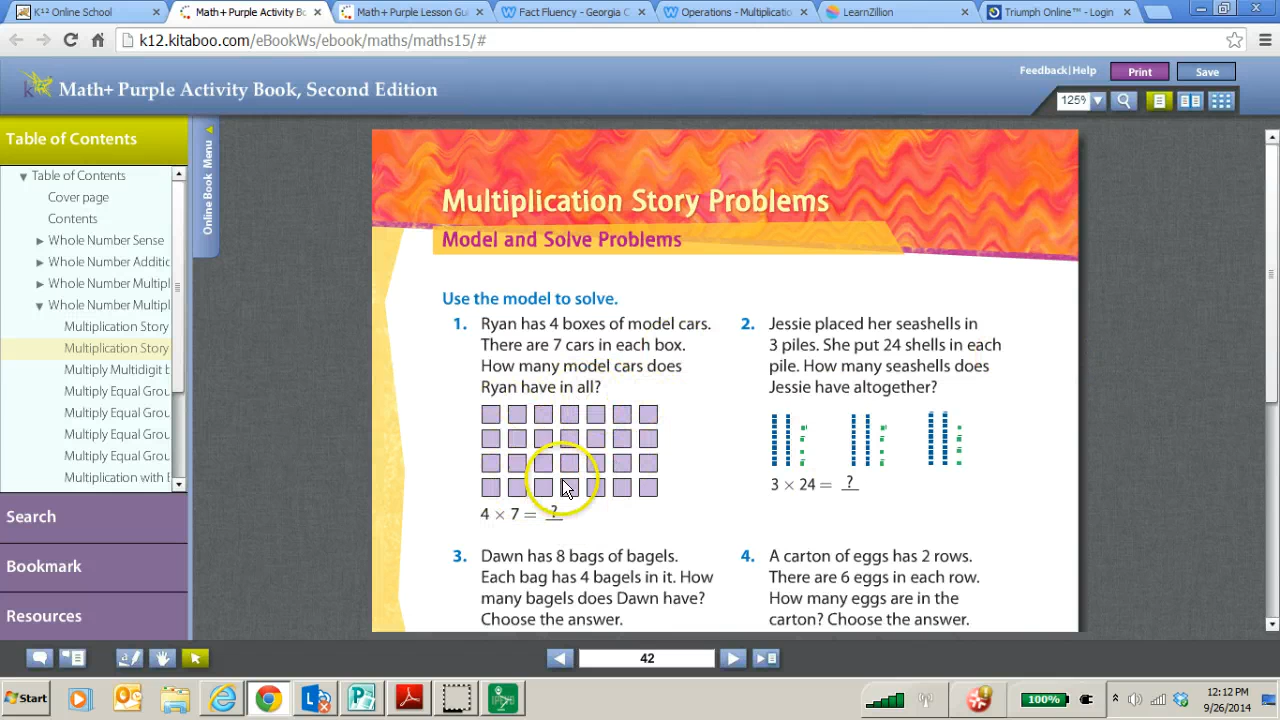 K12 Online School
Math+ Purple Activity Bo
Math+ Purple Lesson Gui
Fact Fluency - Georgia C
Operations - Multiplicatio
LearnZillion
Triumph Online™ - Login
k12.kitaboo.com/eBookWs/ebook/maths/maths15/#
Math+ Purple Activity Book, Second Edition
Feedback|Help
Print
Save
125%
Table of Contents
Table of Contents
Cover page
Contents
Whole Number Sense
Whole Number Additic
Whole Number Multipl
Whole Number Multipl
Multiplication Story
Multiplication Story
Multiply Multidigit b
Multiply Equal Grou
Multiply Equal Grou
Multiply Equal Grou
Multiply Equal Grou
Multiplication with E
Search
Bookmark
Resources
Online Book Menu
Multiplication Story Problems
Model and Solve Problems
Use the model to solve.
1. Ryan has 4 boxes of model cars.
There are 7 cars in each box.
How many model cars does
Ryan have in all?
4 × 7 = ?
2. Jessie placed her seashells in
3 piles. She put 24 shells in each
pile. How many seashells does
Jessie have altogether?
3 × 24 = ?
3. Dawn has 8 bags of bagels.
Each bag has 4 bagels in it. How
many bagels does Dawn have?
Choose the answer.
4. A carton of eggs has 2 rows.
There are 6 eggs in each row.
How many eggs are in the
carton? Choose the answer.
42
Start
100%
12:12 PM
9/26/2014